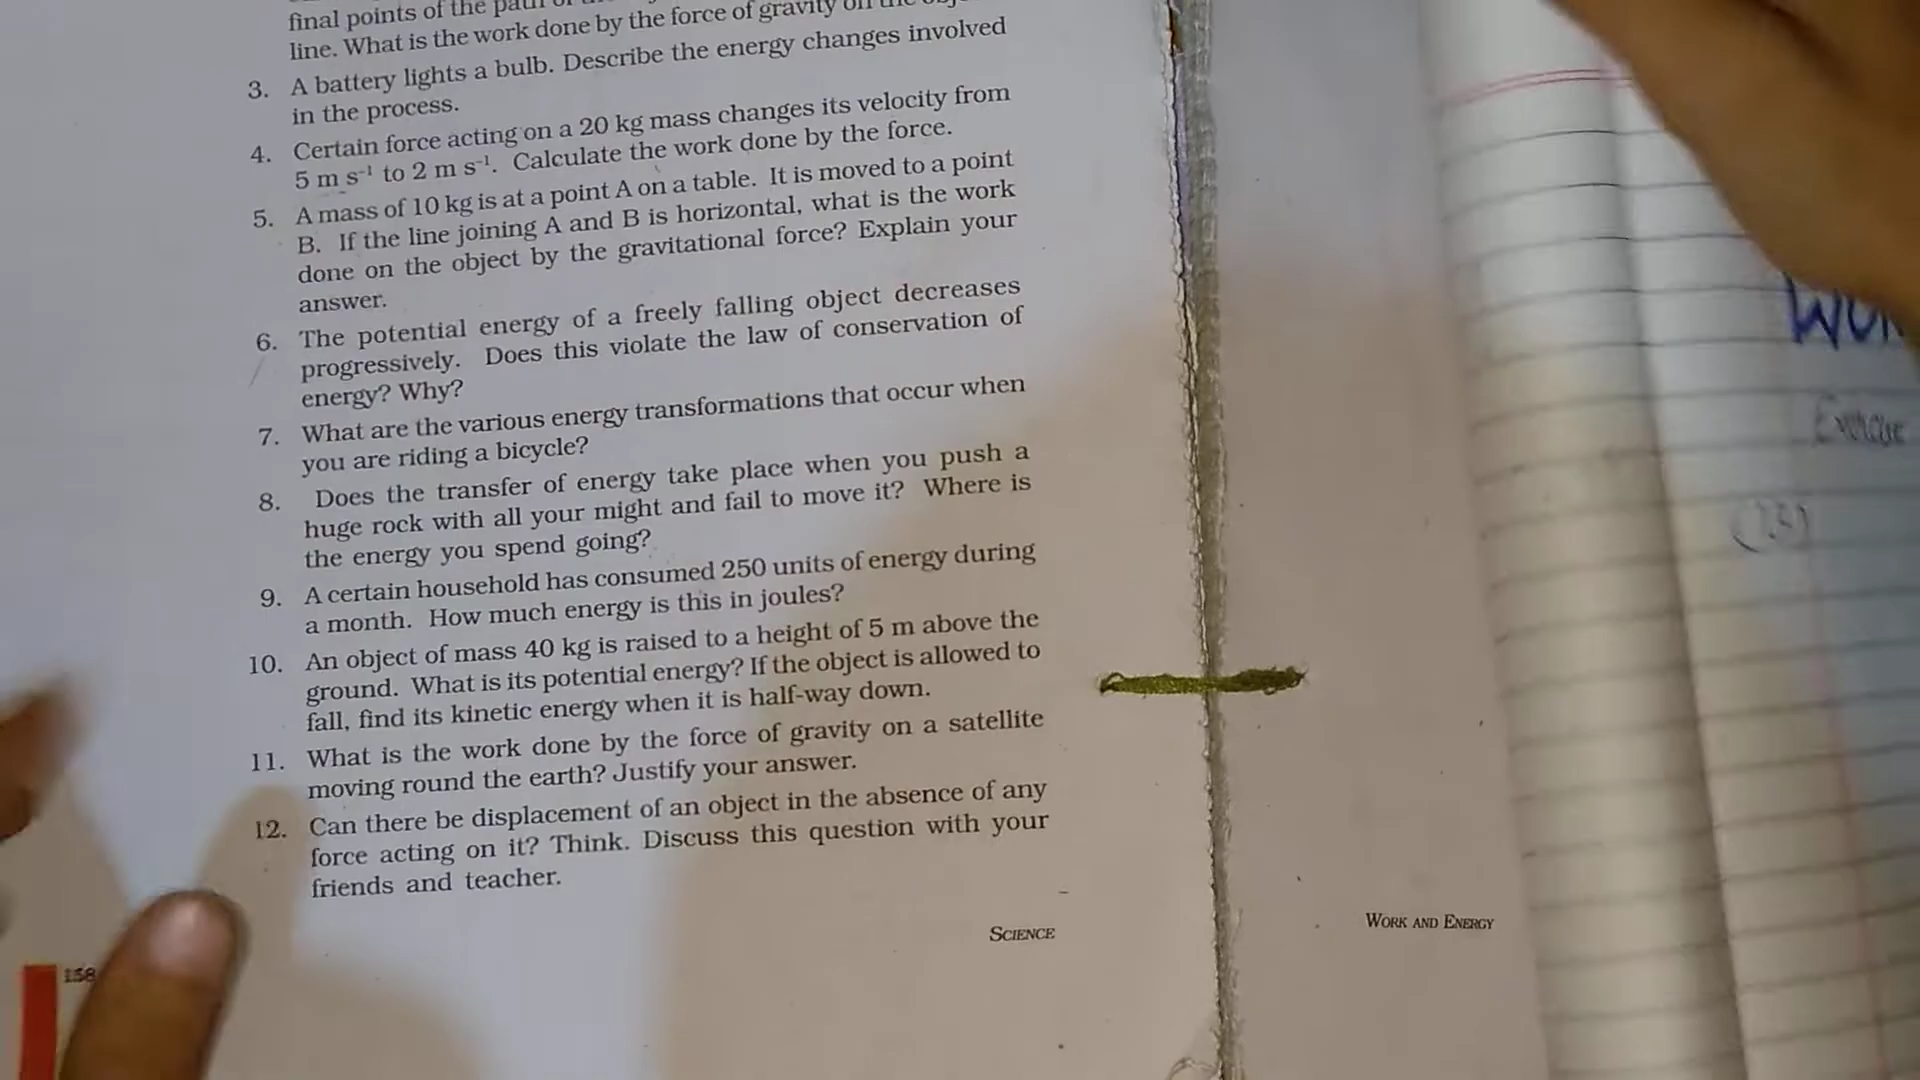 final points of the path of
line. What is the work done by the force of gravity on the
3. A battery lights a bulb. Describe the energy changes involved
in the process.
4. Certain force acting on a 20 kg mass changes its velocity from
5 m s⁻¹ to 2 m s⁻¹. Calculate the work done by the force.
5. A mass of 10 kg is at a point A on a table. It is moved to a point
B. If the line joining A and B is horizontal, what is the work
done on the object by the gravitational force? Explain your
answer.
6. The potential energy of a freely falling object decreases
progressively. Does this violate the law of conservation of
energy? Why?
7. What are the various energy transformations that occur when
you are riding a bicycle?
8. Does the transfer of energy take place when you push a
huge rock with all your might and fail to move it? Where is
the energy you spend going?
9. A certain household has consumed 250 units of energy during
a month. How much energy is this in joules?
10. An object of mass 40 kg is raised to a height of 5 m above the
ground. What is its potential energy? If the object is allowed to
fall, find its kinetic energy when it is half-way down.
11. What is the work done by the force of gravity on a satellite
moving round the earth? Justify your answer.
12. Can there be displacement of an object in the absence of any
force acting on it? Think. Discuss this question with your
friends and teacher.
SCIENCE
158
WORK AND ENERGY
Exercise